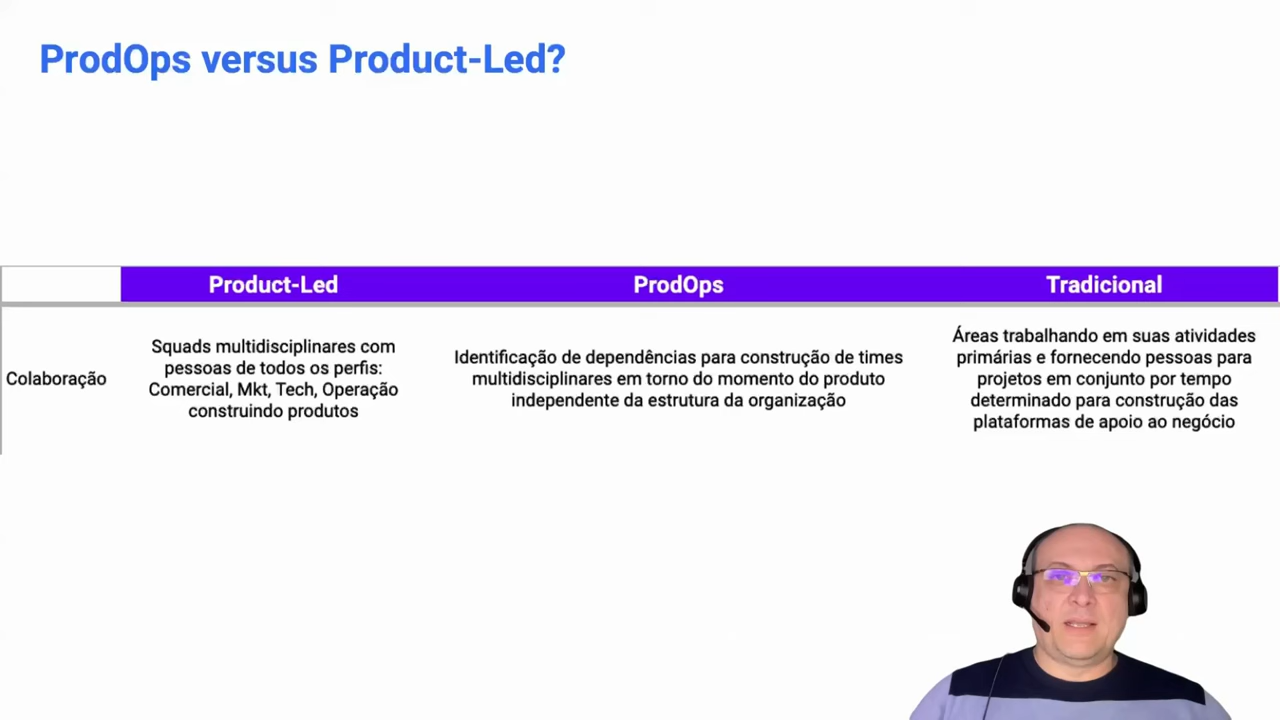 ProdOps versus Product-Led?
Product-Led
ProdOps
Tradicional
Colaboração
Squads multidisciplinares com
pessoas de todos os perfis:
Comercial, Mkt, Tech, Operação
construindo produtos
Identificação de dependências para construção de times
multidisciplinares em torno do momento do produto
independente da estrutura da organização
Áreas trabalhando em suas atividades
primárias e fornecendo pessoas para
projetos em conjunto por tempo
determinado para construção das
plataformas de apoio ao negócio